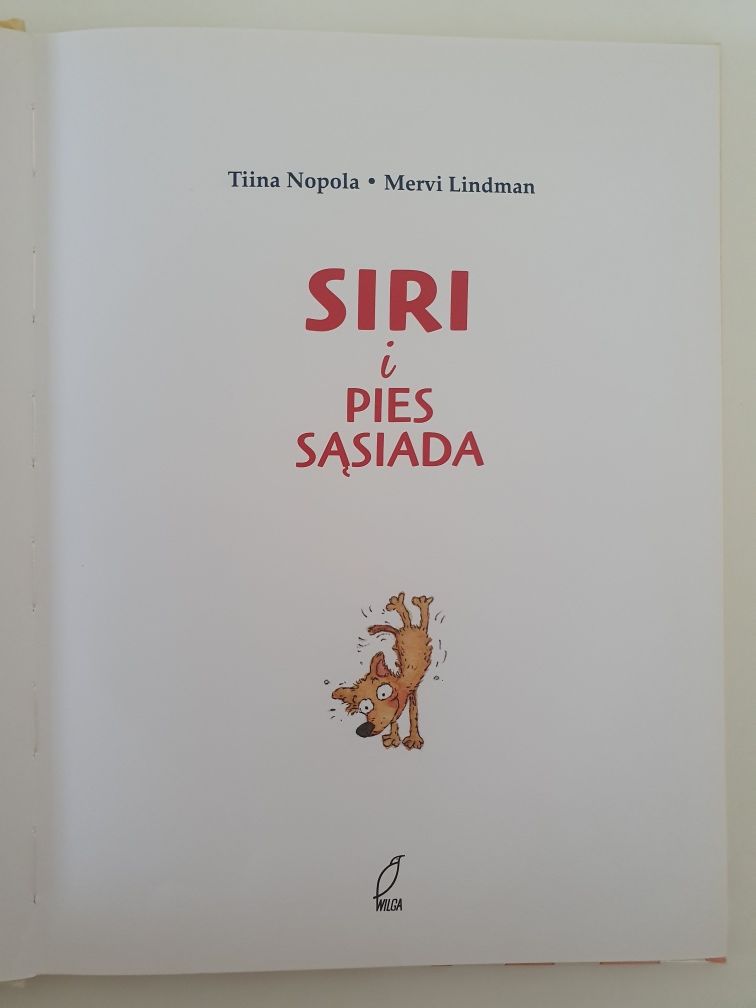 Tiina Nopola • Mervi Lindman
SIRI
i
PIES
SĄSIADA
WILGA